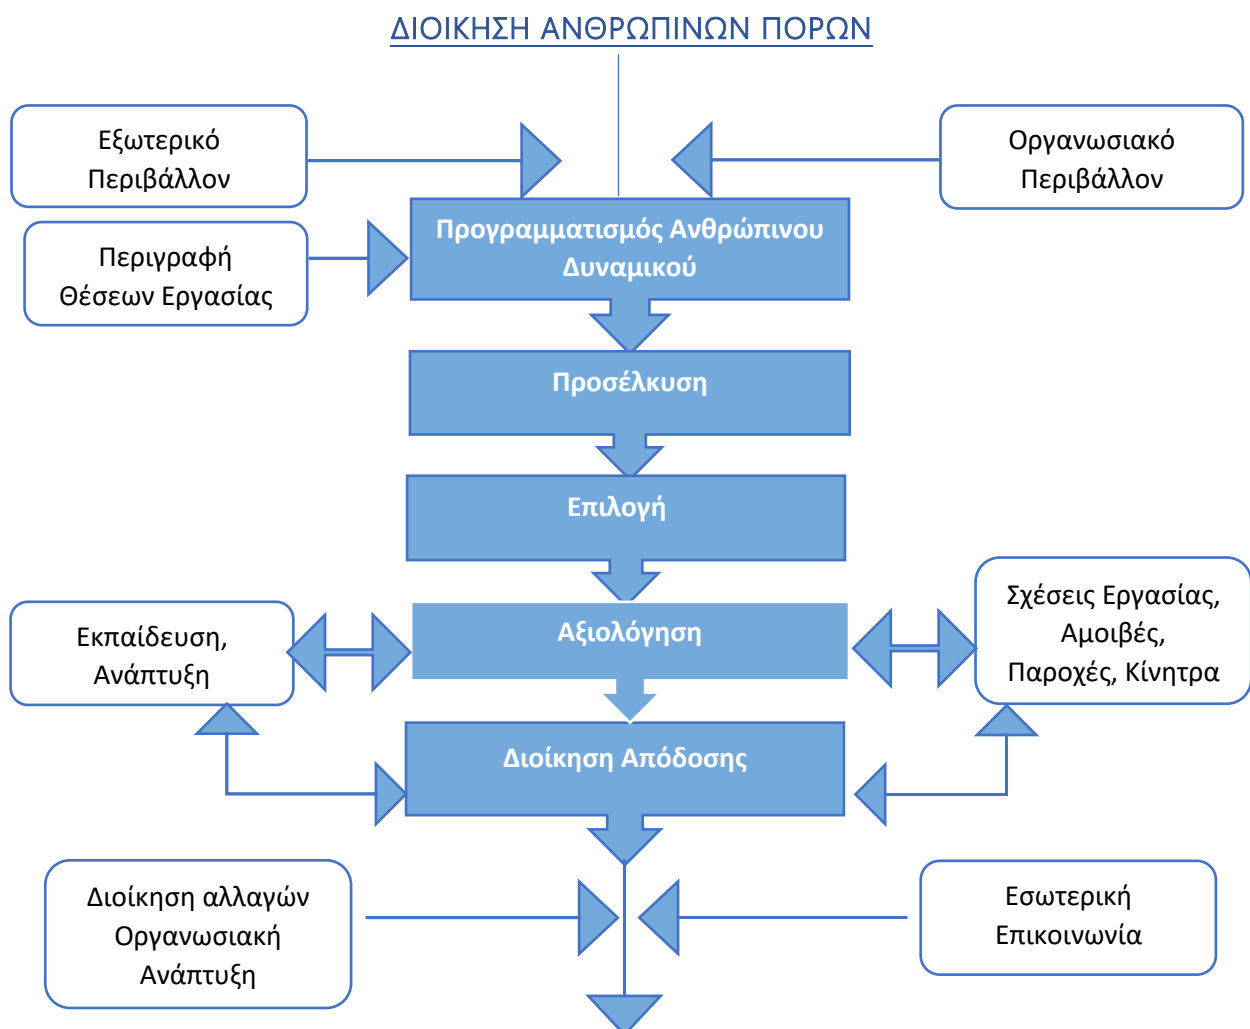 ΔΙΟΙΚΗΣΗ ΑΝΘΡΩΠΙΝΩΝ ΠΟΡΩΝ
Εξωτερικό
Περιβάλλον
Οργανωσιακό
Περιβάλλον
Περιγραφή
Θέσεων Εργασίας
Προγραμματισμός Ανθρώπινου
Δυναμικού
Προσέλκυση
Επιλογή
Εκπαίδευση,
Ανάπτυξη
Αξιολόγηση
Σχέσεις Εργασίας,
Αμοιβές,
Παροχές, Κίνητρα
Διοίκηση Απόδοσης
Διοίκηση αλλαγών
Οργανωσιακή
Ανάπτυξη
Εσωτερική
Επικοινωνία